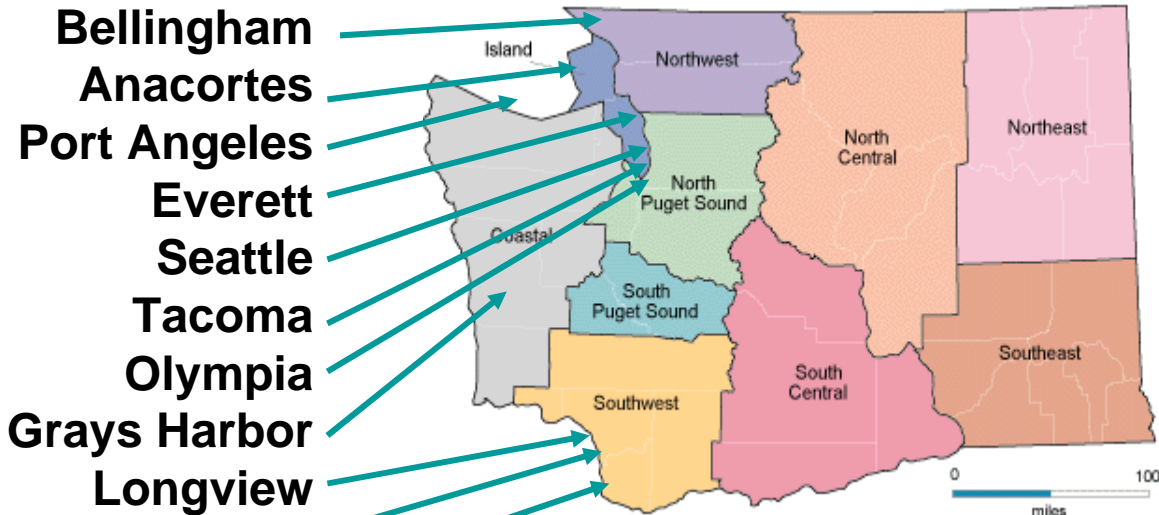 Bellingham
Anacortes
Port Angeles
Everett
Seattle
Tacoma
Olympia
Grays Harbor
Longview
Island
Northwest
North
Central
Northeast
North
Puget Sound
Coastal
South
Puget Sound
Southwest
South
Central
Southeast
0 100
miles